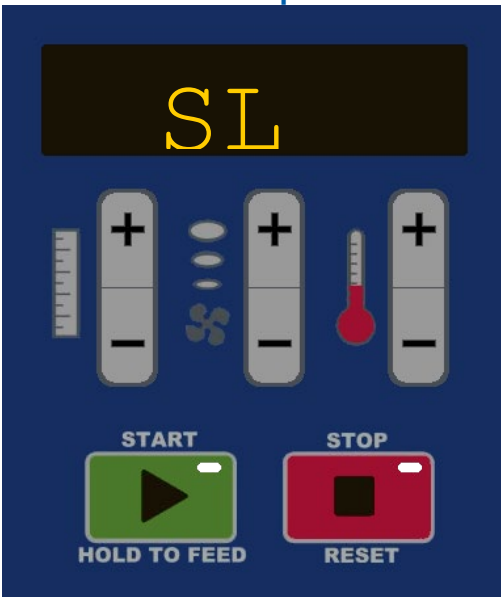 SL
+ + +
− − −
START STOP
HOLD TO FEED RESET